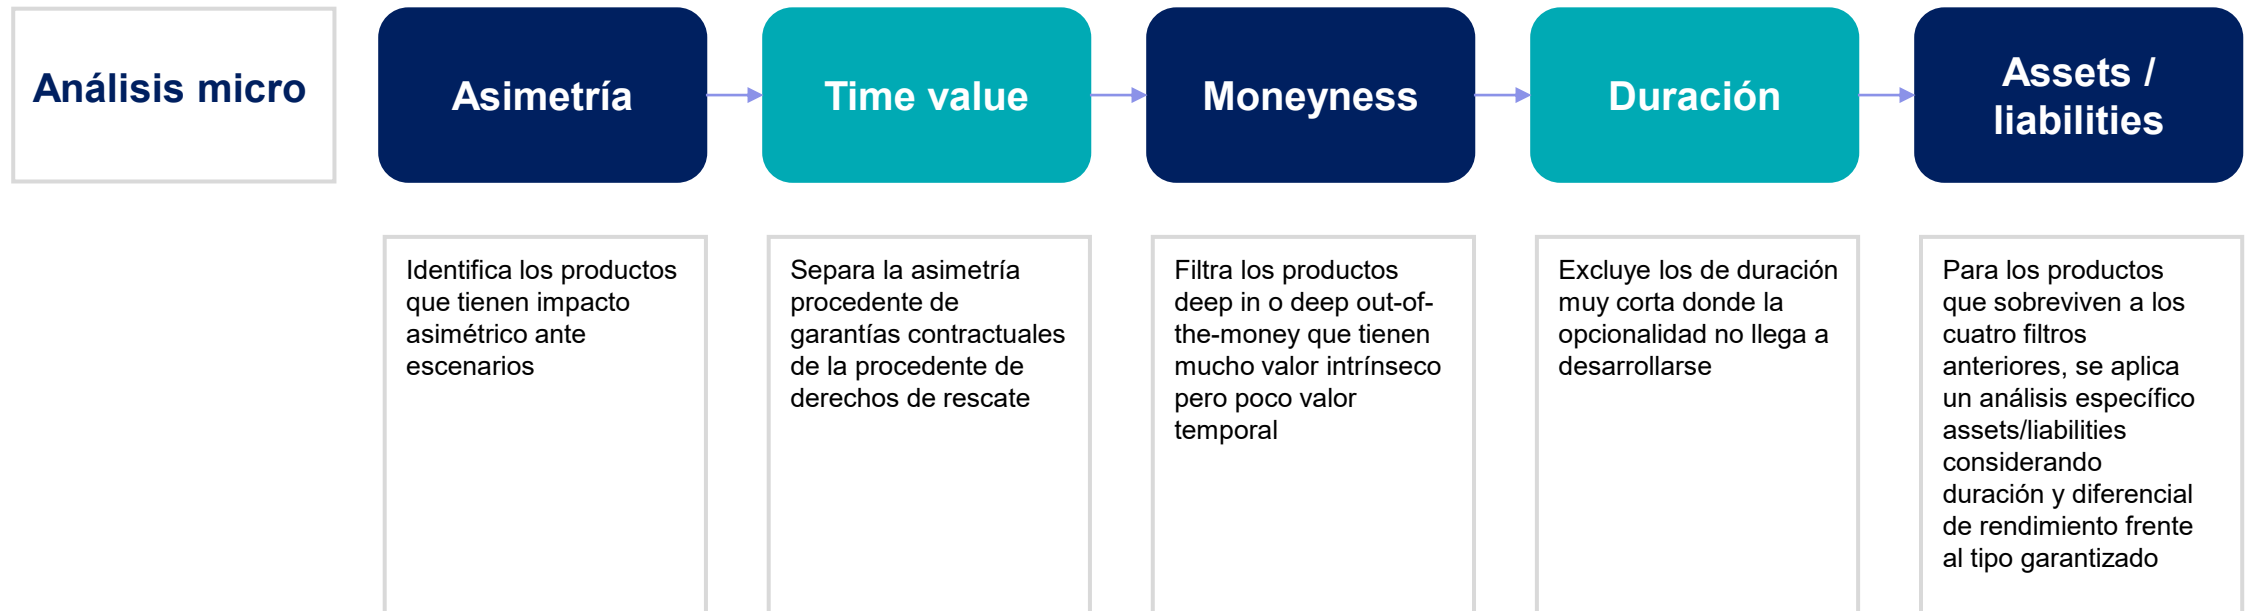 Análisis micro
Asimetría
Time value
Moneyness
Duración
Assets /
liabilities
Identifica los productos
que tienen impacto
asimétrico ante
escenarios
Separa la asimetría
procedente de
garantías contractuales
de la procedente de
derechos de rescate
Filtra los productos
deep in o deep out-of-
the-money que tienen
mucho valor intrínseco
pero poco valor
temporal
Excluye los de duración
muy corta donde la
opcionalidad no llega a
desarrollarse
Para los productos
que sobreviven a los
cuatro filtros
anteriores, se aplica
un análisis específico
assets/liabilities
considerando
duración y diferencial
de rendimiento frente
al tipo garantizado